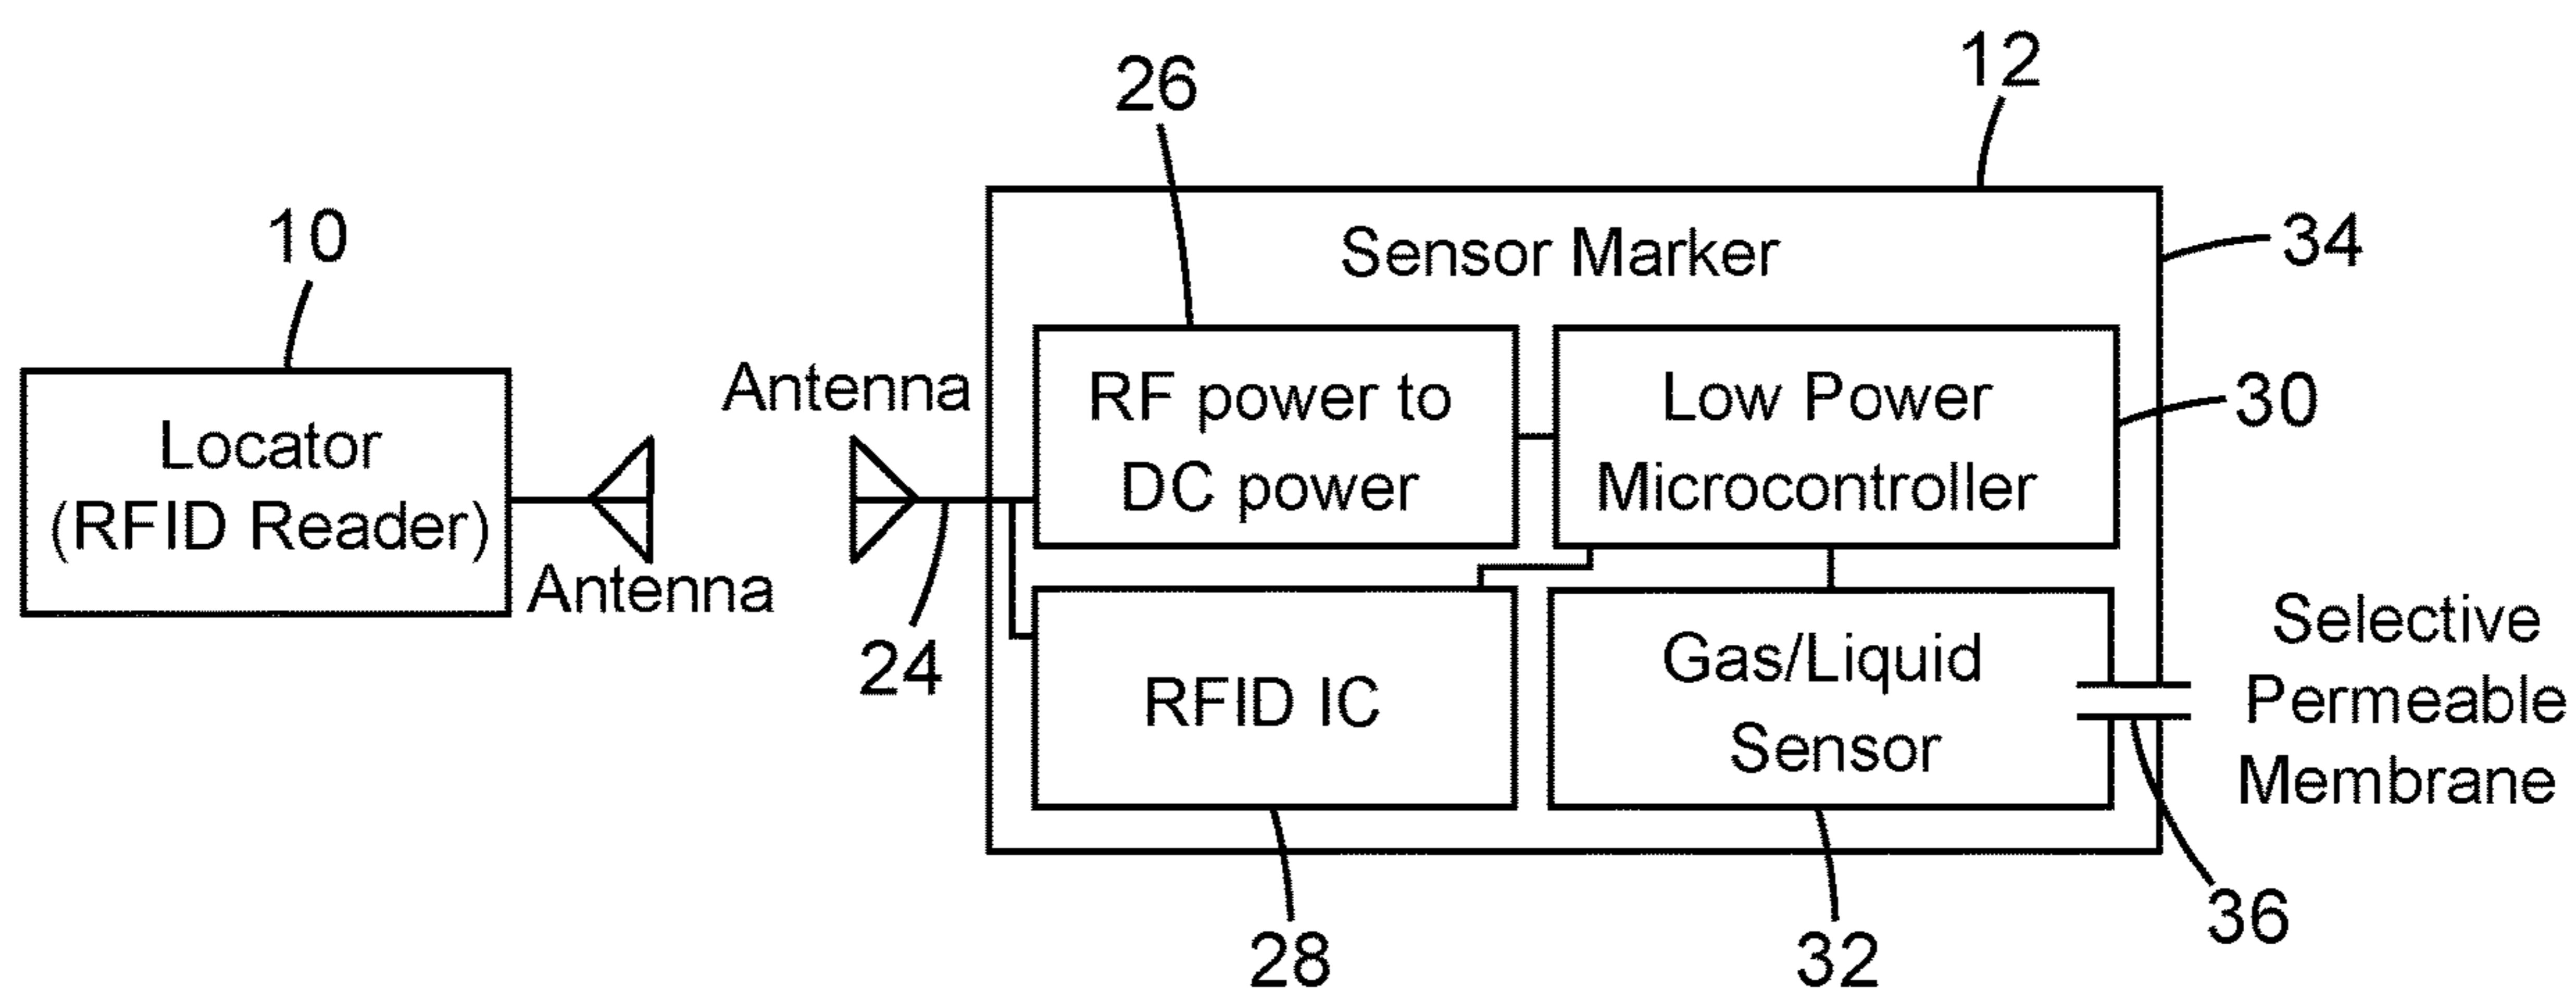 12
26
10
34
Sensor Marker
Antenna
RF power to
DC power
Low Power
Microcontroller
30
Locator
(RFID Reader)
Antenna
24
RFID IC
Gas/Liquid
Sensor
Selective
Permeable
Membrane
36
28
32